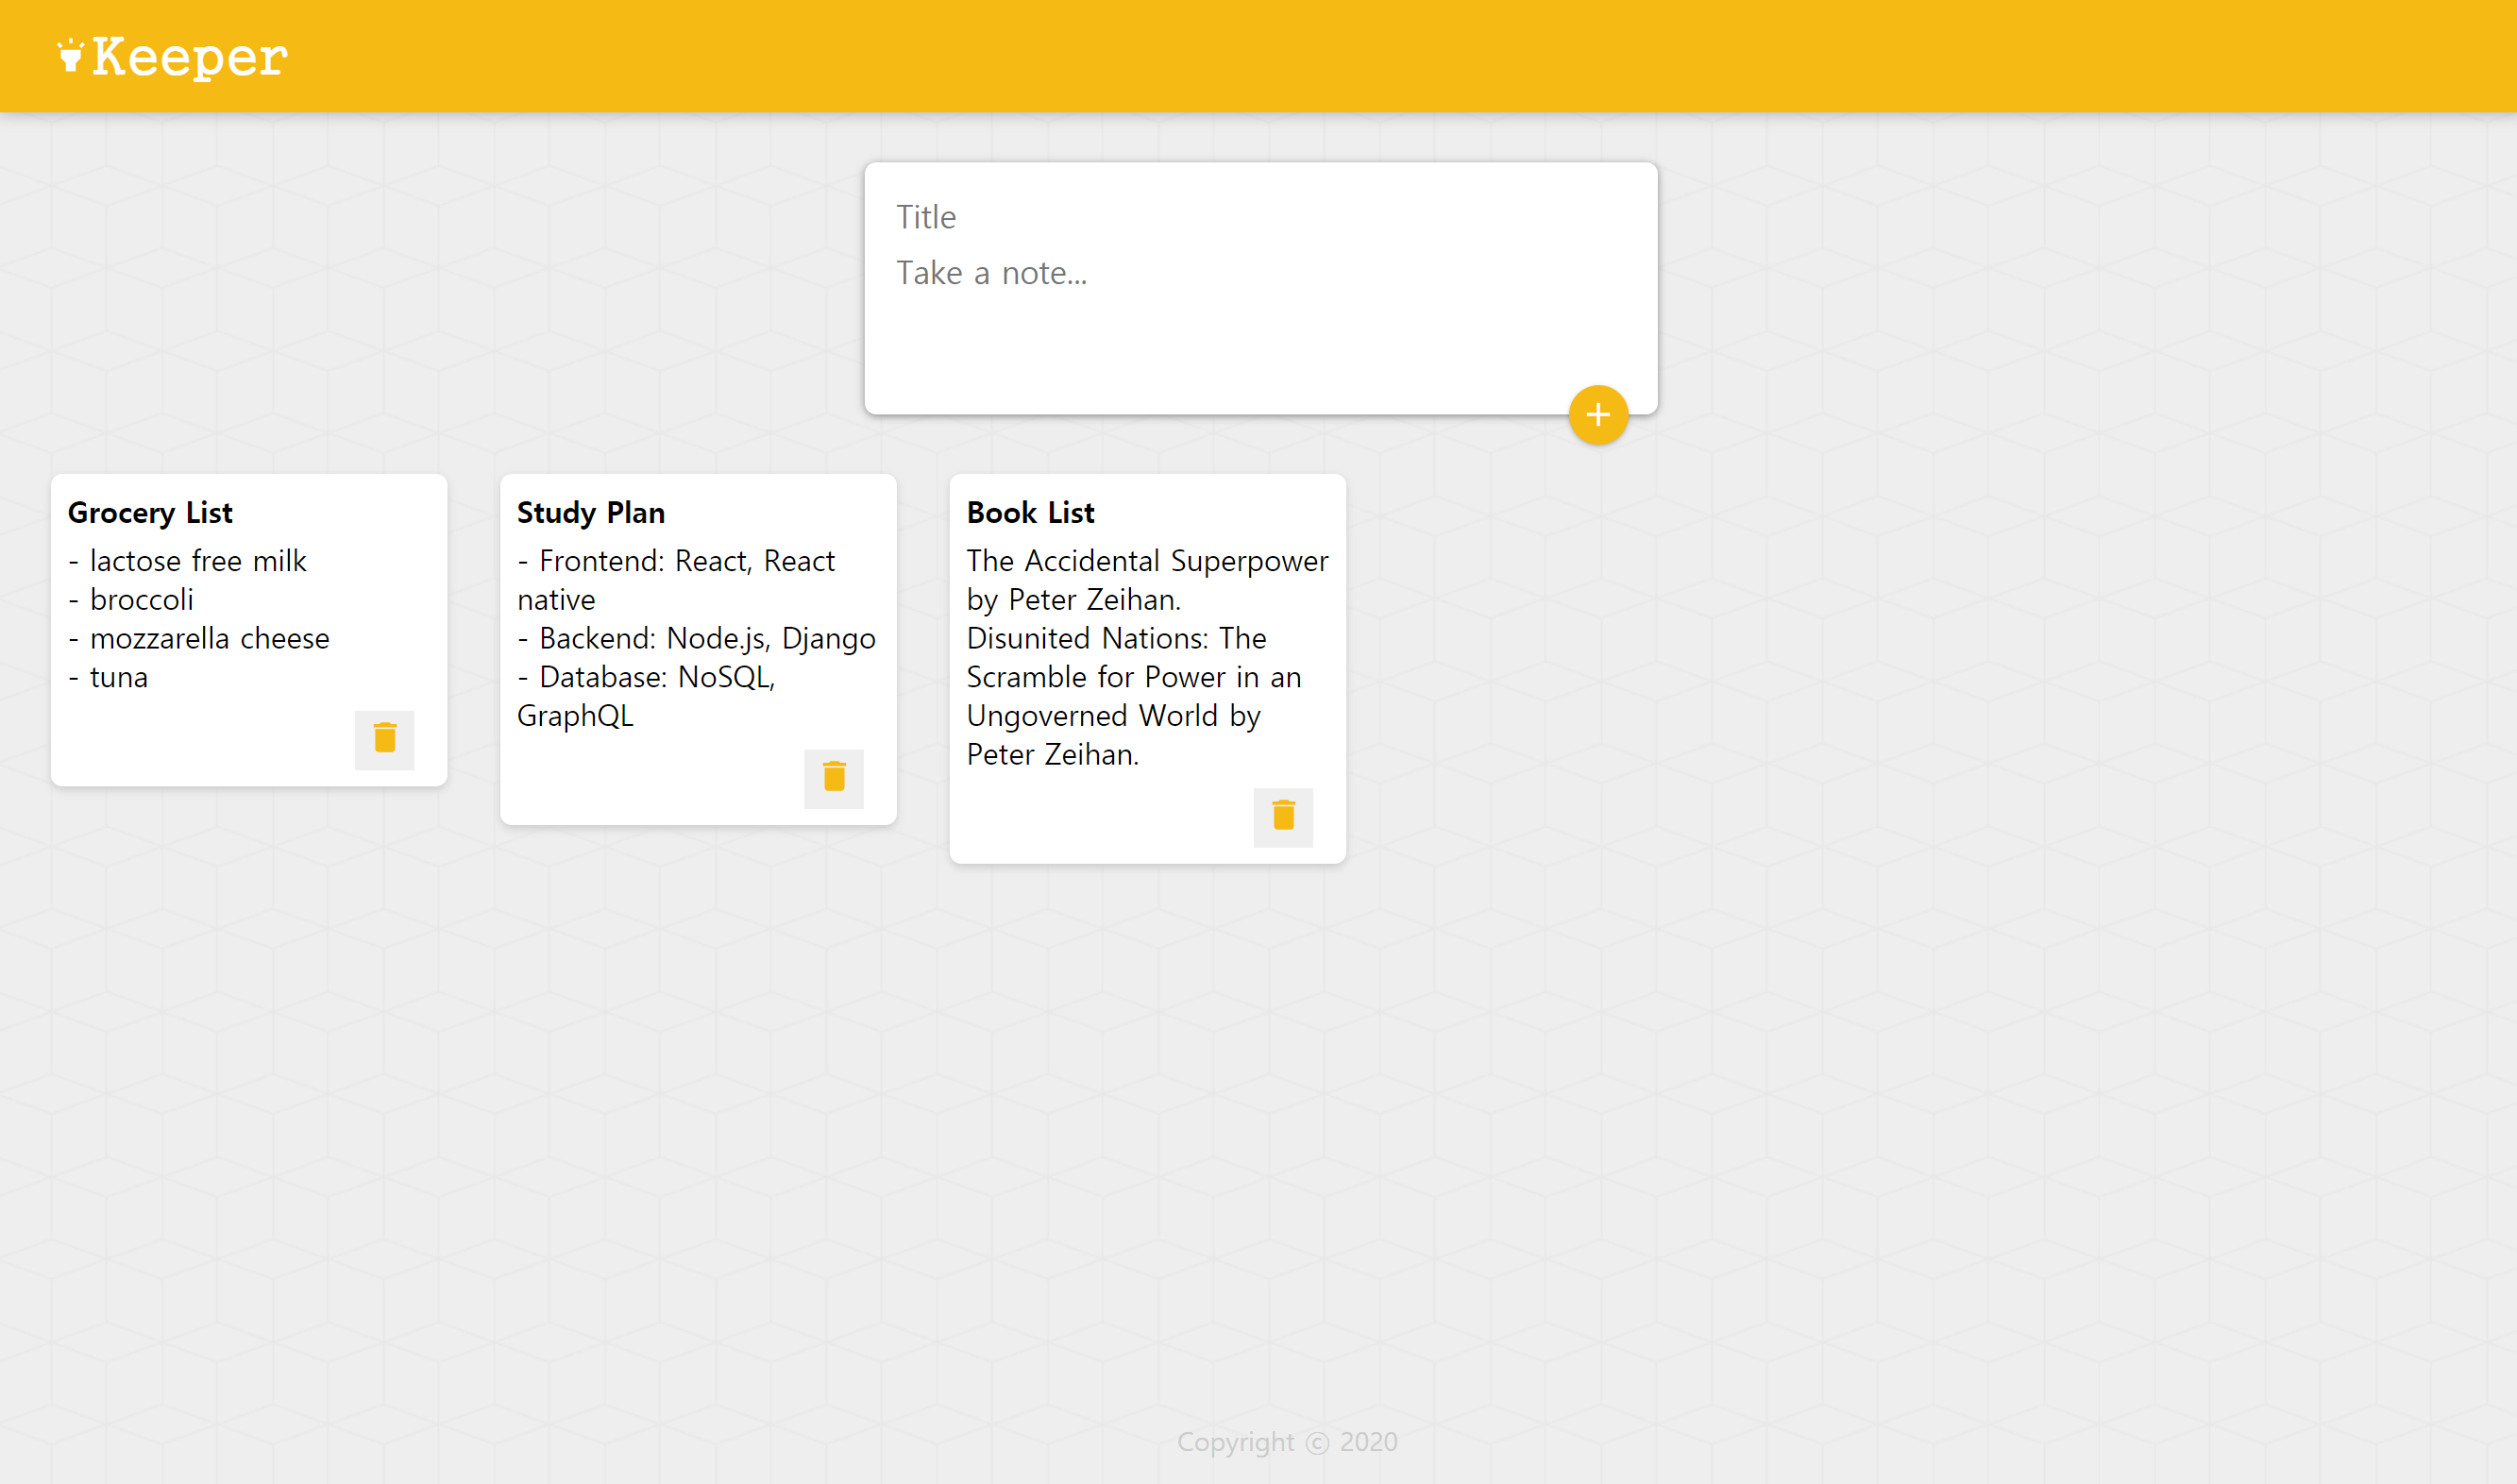 Keeper
Title
Take a note...
Grocery List
- lactose free milk
- broccoli
- mozzarella cheese
- tuna
Study Plan
- Frontend: React, React
native
- Backend: Node.js, Django
- Database: NoSQL,
GraphQL
Book List
The Accidental Superpower
by Peter Zeihan.
Disunited Nations: The
Scramble for Power in an
Ungoverned World by
Peter Zeihan.
Copyright ⓒ 2020